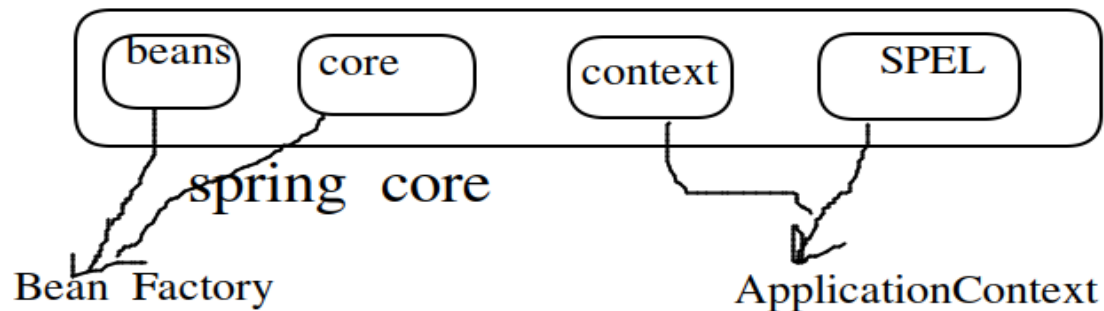 beans
core
context
SPEL
spring core
Bean Factory
ApplicationContext